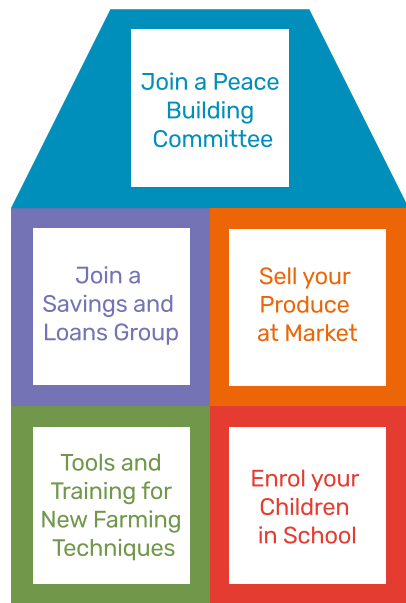 Join a Peace
Building
Committee
Join a
Savings and
Loans Group
Sell your
Produce
at Market
Tools and
Training for
New Farming
Techniques
Enrol your
Children
in School